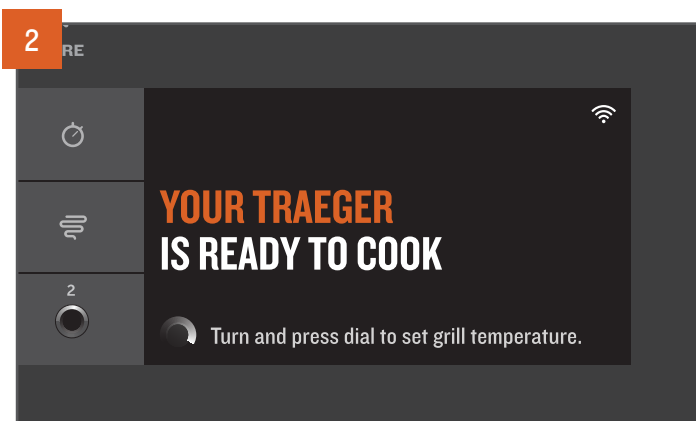 2
RE
2
YOUR TRAEGER
IS READY TO COOK
Turn and press dial to set grill temperature.